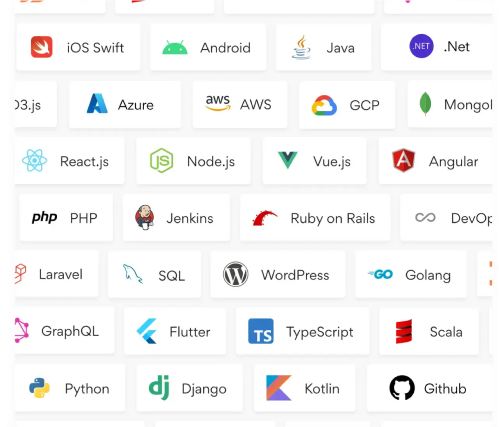 iOS Swift Android Java .NET .Net
D3.js Azure aws AWS GCP Mongo
React.js JS Node.js Vue.js Angular
php PHP Jenkins Ruby on Rails DevOp
Laravel SQL WordPress GO Golang
GraphQL Flutter TS TypeScript Scala
Python dj Django Kotlin Github